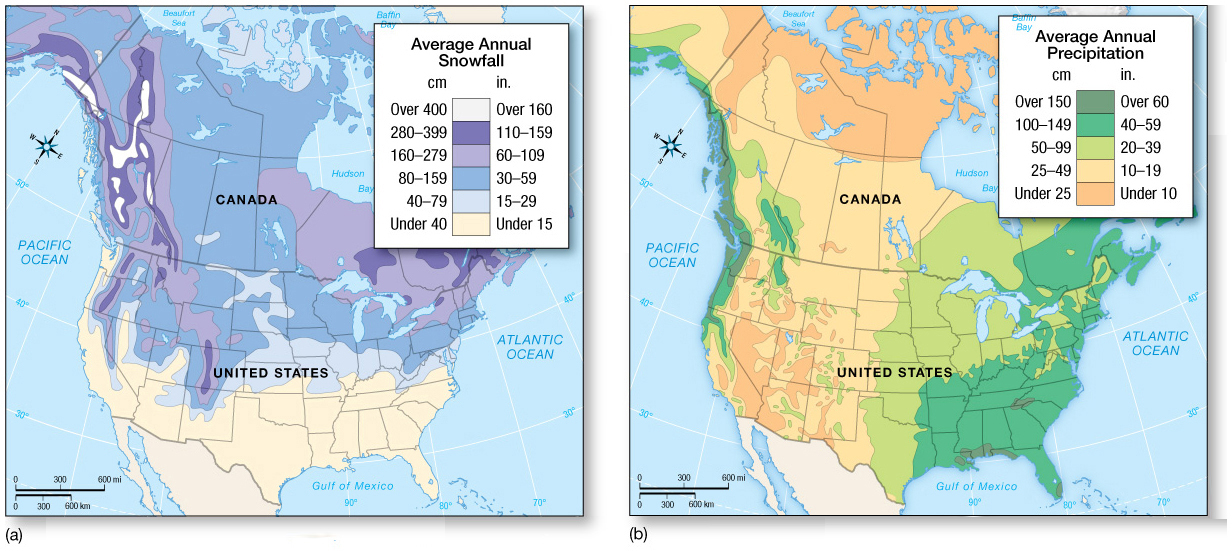 Beaufort
Sea
Baffin
Bay
Average Annual
Snowfall
cm in.
Over 400 Over 160
280–399 110–159
160–279 60–109
80–159 30–59
40–79 15–29
Under 40 Under 15
N
W
E
S
Hudson
Bay
50°
CANADA
PACIFIC
OCEAN
40°
40°
ATLANTIC
OCEAN
UNITED STATES
30°
30°
0 300 600 mi
0 300 600 km
Gulf of Mexico
90°
80°
70°
(a)
Beaufort
Sea
Baffin
Bay
Average Annual
Precipitation
cm in.
Over 150 Over 60
100–149 40–59
50–99 20–39
25–49 10–19
Under 25 Under 10
N
W
E
S
Hudson
Bay
50°
CANADA
PACIFIC
OCEAN
40°
40°
ATLANTIC
OCEAN
UNITED STATES
30°
30°
0 300 600 mi
0 300 600 km
Gulf of Mexico
90°
80°
70°
(b)